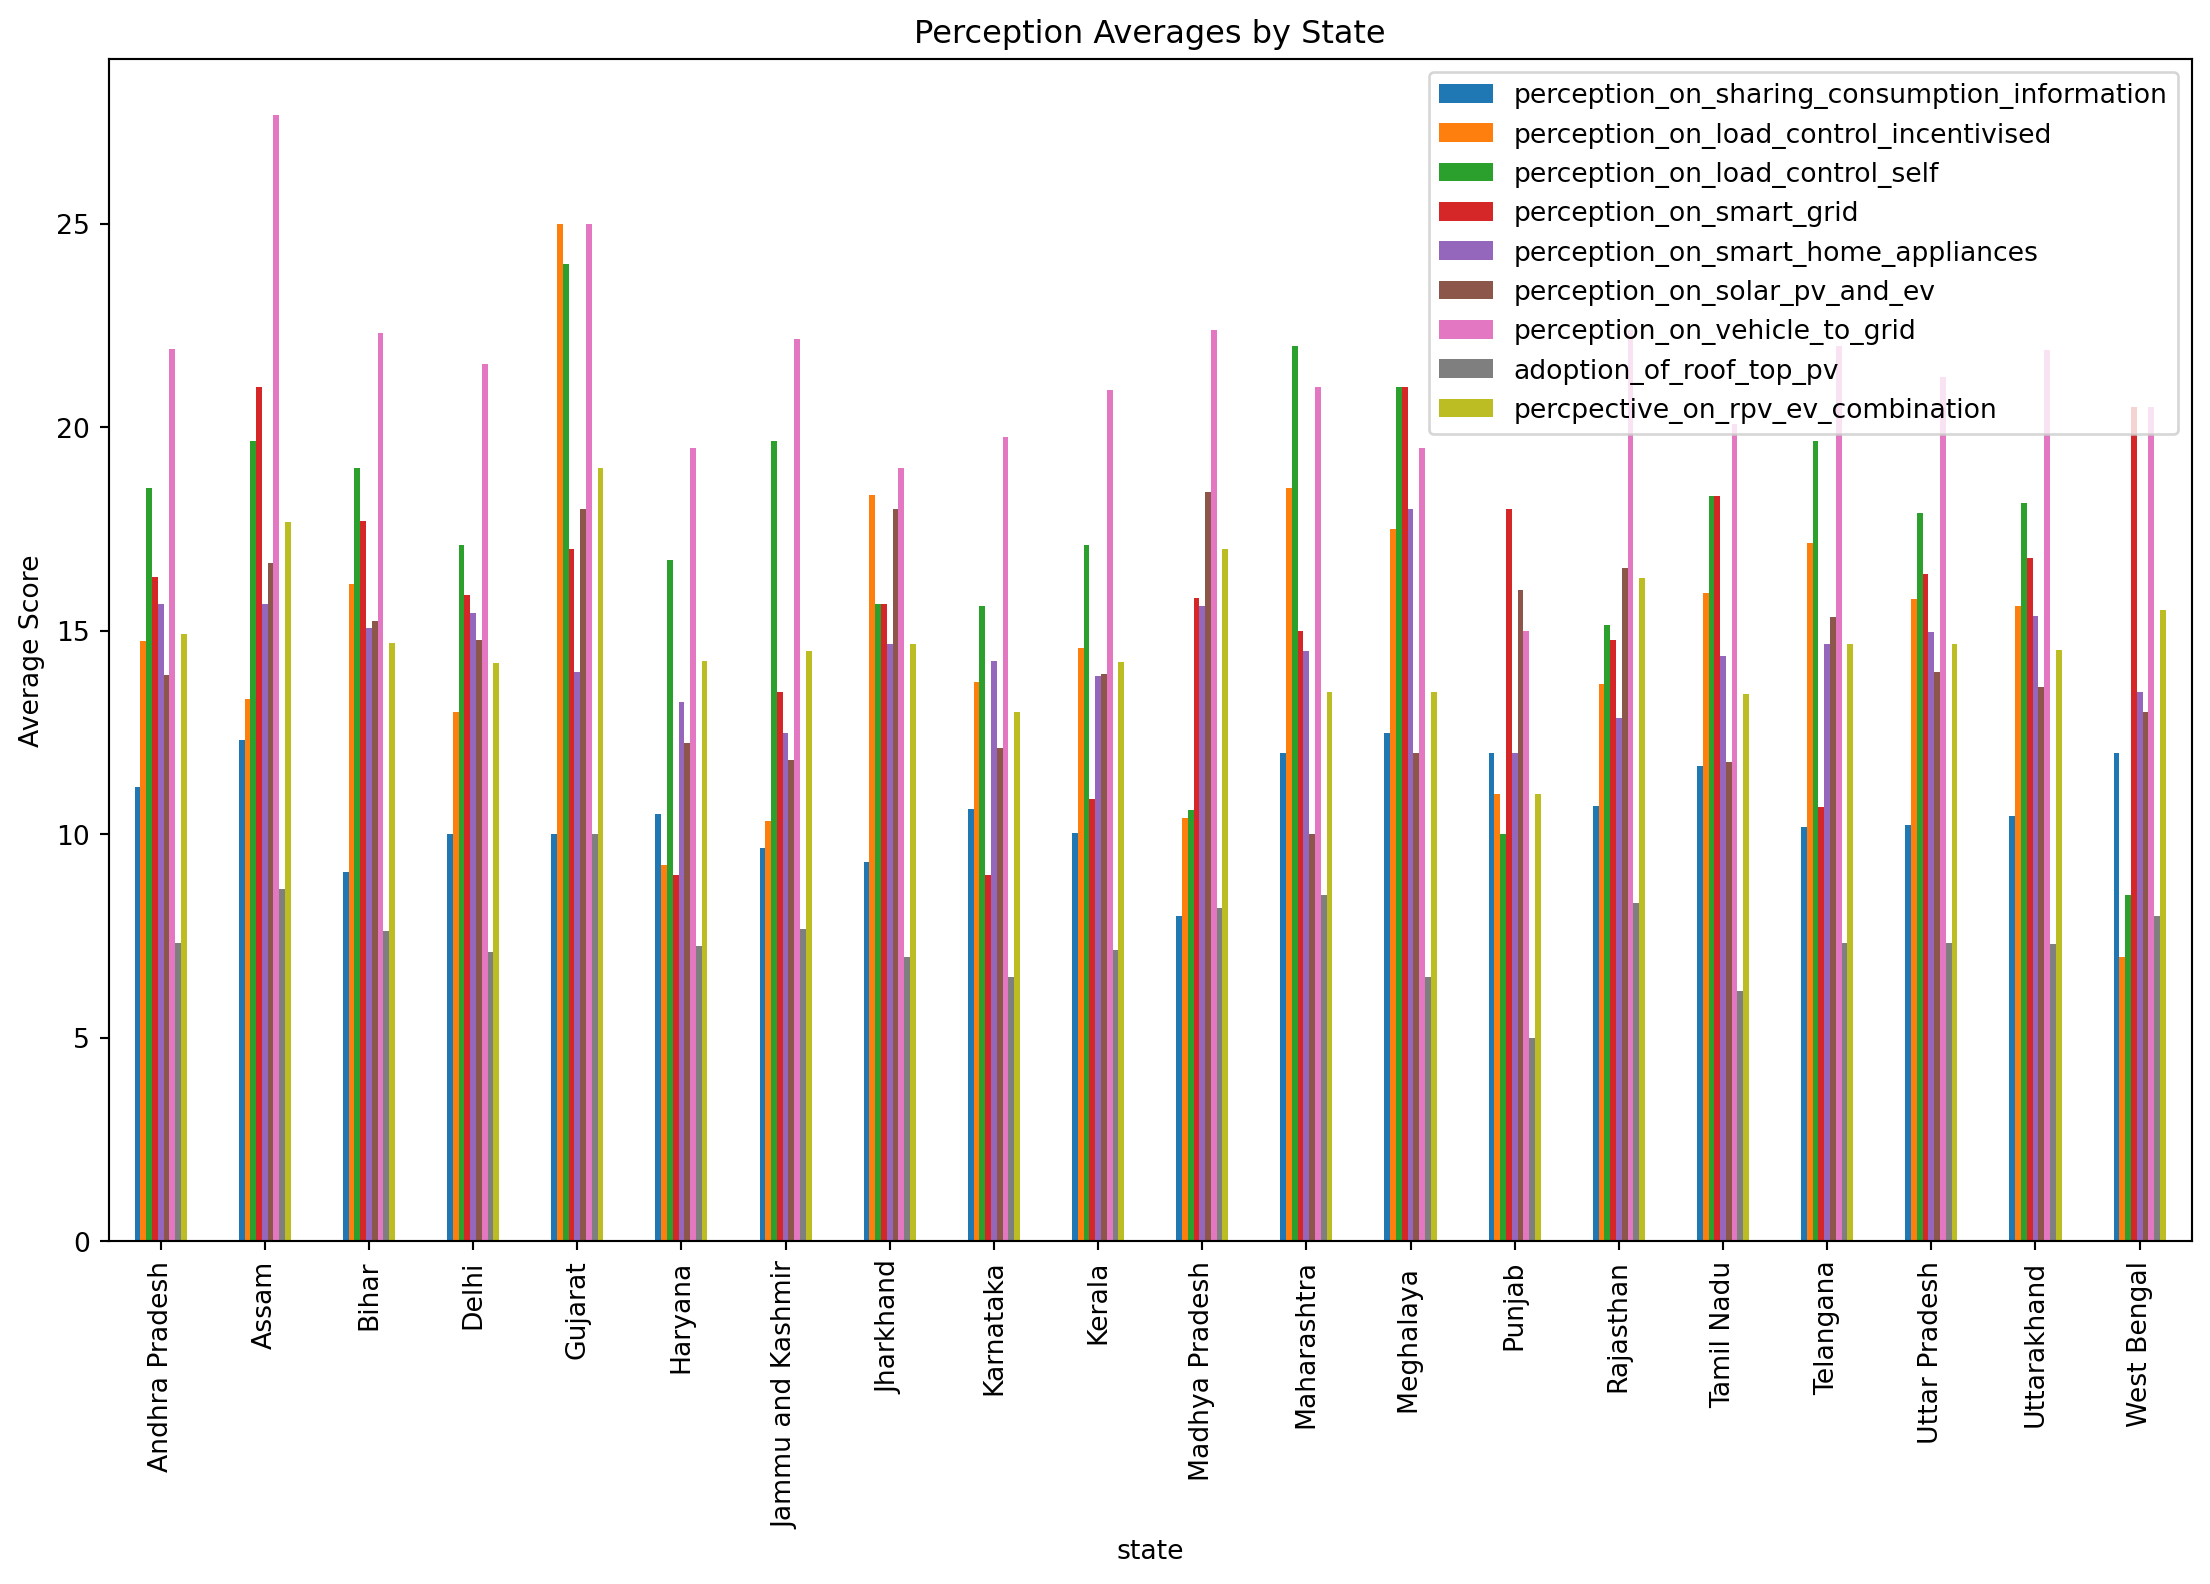 Perception Averages by State
perception_on_sharing_consumption_information
perception_on_load_control_incentivised
perception_on_load_control_self
perception_on_smart_grid
perception_on_smart_home_appliances
perception_on_solar_pv_and_ev
perception_on_vehicle_to_grid
adoption_of_roof_top_pv
percpective_on_rpv_ev_combination
Average Score
25
20
15
10
5
0
Andhra Pradesh
Assam
Bihar
Delhi
Gujarat
Haryana
Jammu and Kashmir
Jharkhand
Karnataka
Kerala
Madhya Pradesh
Maharashtra
Meghalaya
Punjab
Rajasthan
Tamil Nadu
Telangana
Uttar Pradesh
Uttarakhand
West Bengal
state